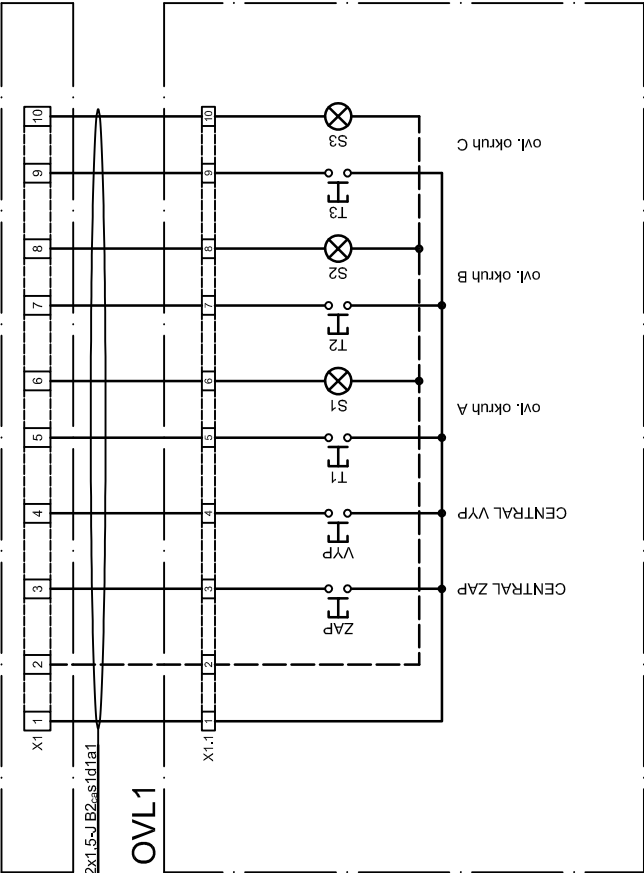 10
10
S3
ovl. okruh C
9
9
T3
8
8
S2
ovl. okruh B
7
7
T2
6
6
S1
ovl. okruh A
5
5
T1
4
4
VYP
CENTRAL VYP
3
3
ZAP
CENTRAL ZAP
2
2
1
1
X1
X1.1
2x1,5-J B2cas1d1a1
OVL1